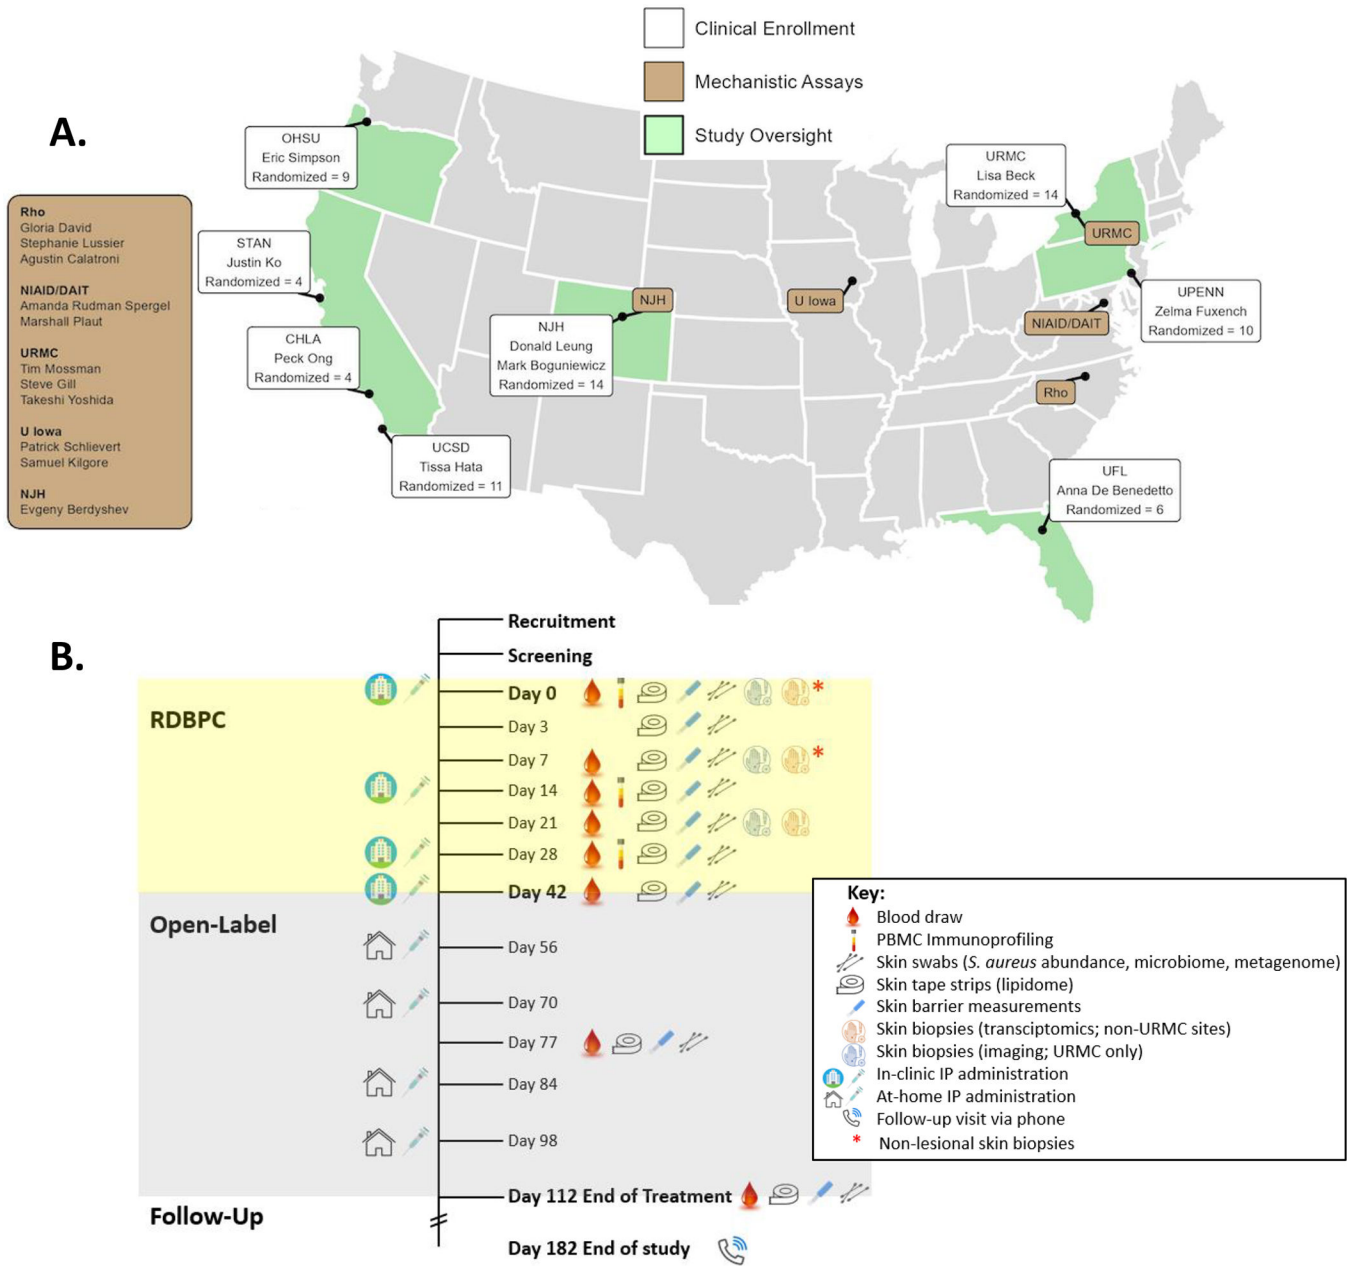 Clinical Enrollment
Mechanistic Assays
Study Oversight
A.
OHSU
Eric Simpson
Randomized = 9
URMC
Lisa Beck
Randomized = 14
URMC
Rho
Gloria David
Stephanie Lussier
Agustin Calatroni
NIAID/DAIT
Amanda Rudman Spergel
Marshall Plaut
URMC
Tim Mossman
Steve Gill
Takeshi Yoshida
U Iowa
Patrick Schlievert
Samuel Kilgore
NJH
Evgeny Berdyshev
STAN
Justin Ko
Randomized = 4
CHLA
Peck Ong
Randomized = 4
UCSD
Tissa Hata
Randomized = 11
NJH
NJH
Donald Leung
Mark Boguniewicz
Randomized = 14
U Iowa
NIAID/DAIT
UPENN
Zelma Fuxench
Randomized = 10
Rho
UFL
Anna De Benedetto
Randomized = 6
B.
Recruitment
Screening
RDBPC
Day 0 *
Day 3
Day 7 *
Day 14
Day 21
Day 28
Day 42
Open-Label
Day 56
Day 70
Day 77
Day 84
Day 98
Day 112 End of Treatment
Follow-Up
Day 182 End of study
Key:
Blood draw
PBMC Immunoprofiling
Skin swabs (S. aureus abundance, microbiome, metagenome)
Skin tape strips (lipidome)
Skin barrier measurements
Skin biopsies (transciptomics; non-URMC sites)
Skin biopsies (imaging; URMC only)
In-clinic IP administration
At-home IP administration
Follow-up visit via phone
* Non-lesional skin biopsies